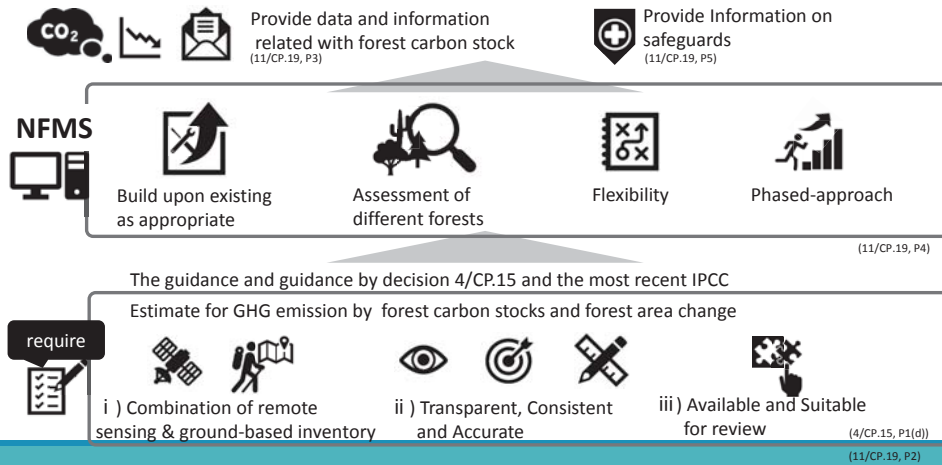 CO2
Provide data and information
related with forest carbon stock
(11/CP.19, P3)
Provide Information on
safeguards
(11/CP.19, P5)
NFMS
Build upon existing
as appropriate
Assessment of
different forests
Flexibility
Phased-approach
(11/CP.19, P4)
The guidance and guidance by decision 4/CP.15 and the most recent IPCC
Estimate for GHG emission by forest carbon stocks and forest area change
require
i ) Combination of remote
sensing & ground-based inventory
ii ) Transparent, Consistent
and Accurate
iii ) Available and Suitable
for review
(4/CP.15, P1(d))
(11/CP.19, P2)